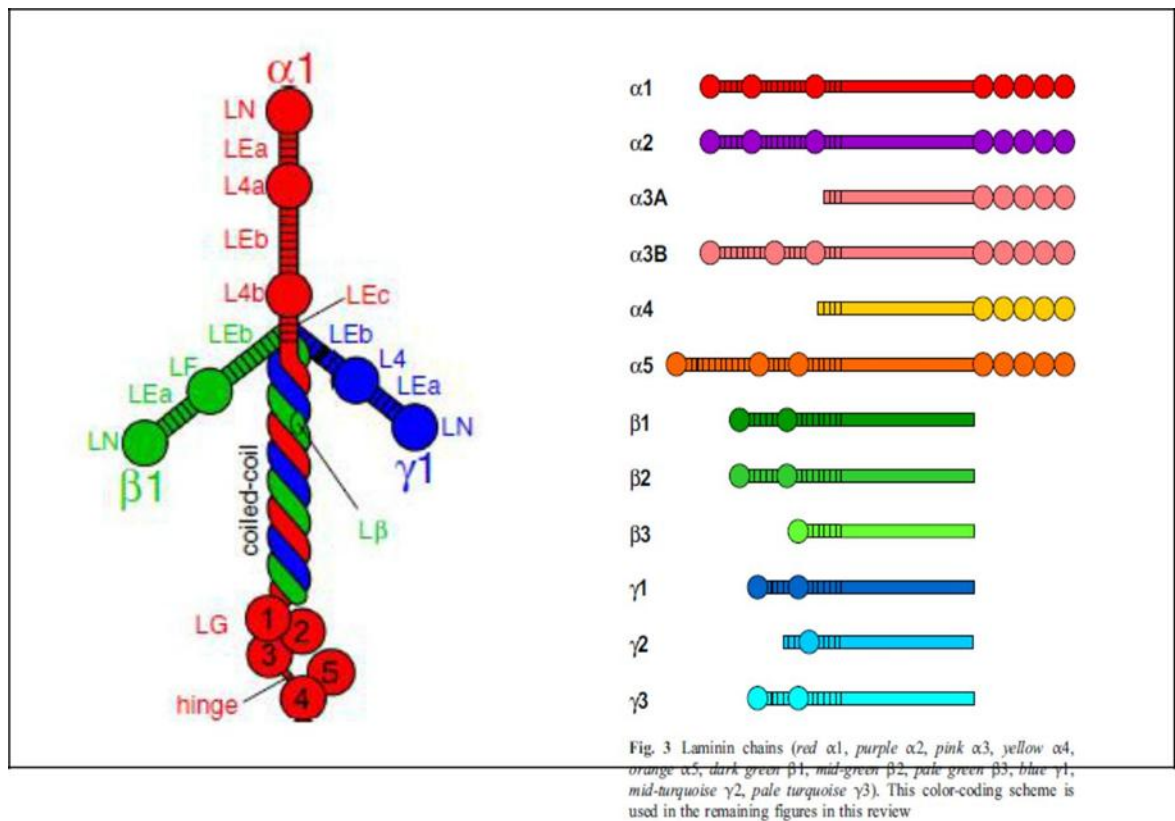 α1
LN
LEa
L4a
LEb
L4b
LEc
LEb
LEb
LF
L4
LEa
LEa
LN
LN
β1
γ1
coiled-coil
Lβ
LG
1
2
3
5
4
hinge
α1
α2
α3A
α3B
α4
α5
β1
β2
β3
γ1
γ2
γ3
Fig. 3 Laminin chains (red α1, purple α2, pink α3, yellow α4,
orange α5, dark green β1, mid-green β2, pale green β3, blue γ1,
mid-turquoise γ2, pale turquoise γ3). This color-coding scheme is
used in the remaining figures in this review